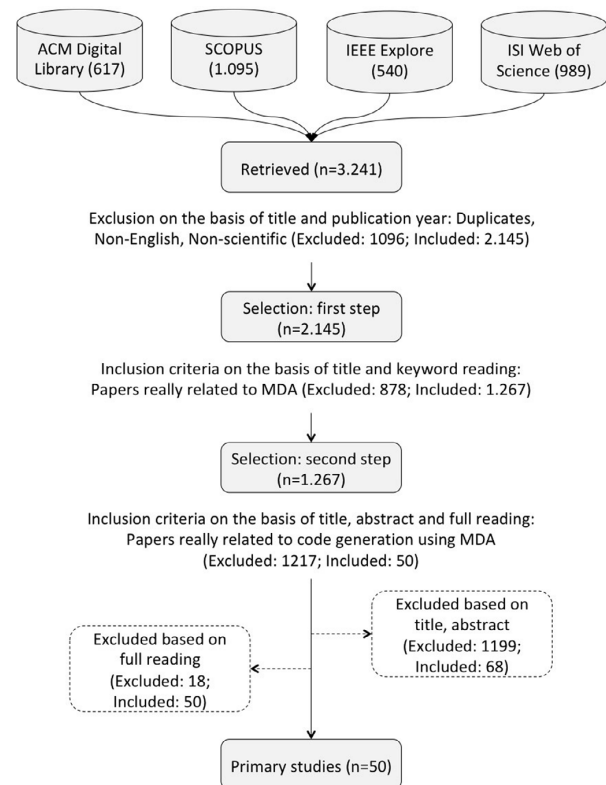 ACM Digital
Library (617)
SCOPUS
(1.095)
IEEE Explore
(540)
ISI Web of
Science (989)
Retrieved (n=3.241)
Exclusion on the basis of title and publication year: Duplicates,
Non-English, Non-scientific (Excluded: 1096; Included: 2.145)
Selection: first step
(n=2.145)
Inclusion criteria on the basis of title and keyword reading:
Papers really related to MDA (Excluded: 878; Included: 1.267)
Selection: second step
(n=1.267)
Inclusion criteria on the basis of title, abstract and full reading:
Papers really related to code generation using MDA
(Excluded: 1217; Included: 50)
Excluded based on
title, abstract
(Excluded: 1199;
Included: 68)
Excluded based on
full reading
(Excluded: 18;
Included: 50)
Primary studies (n=50)